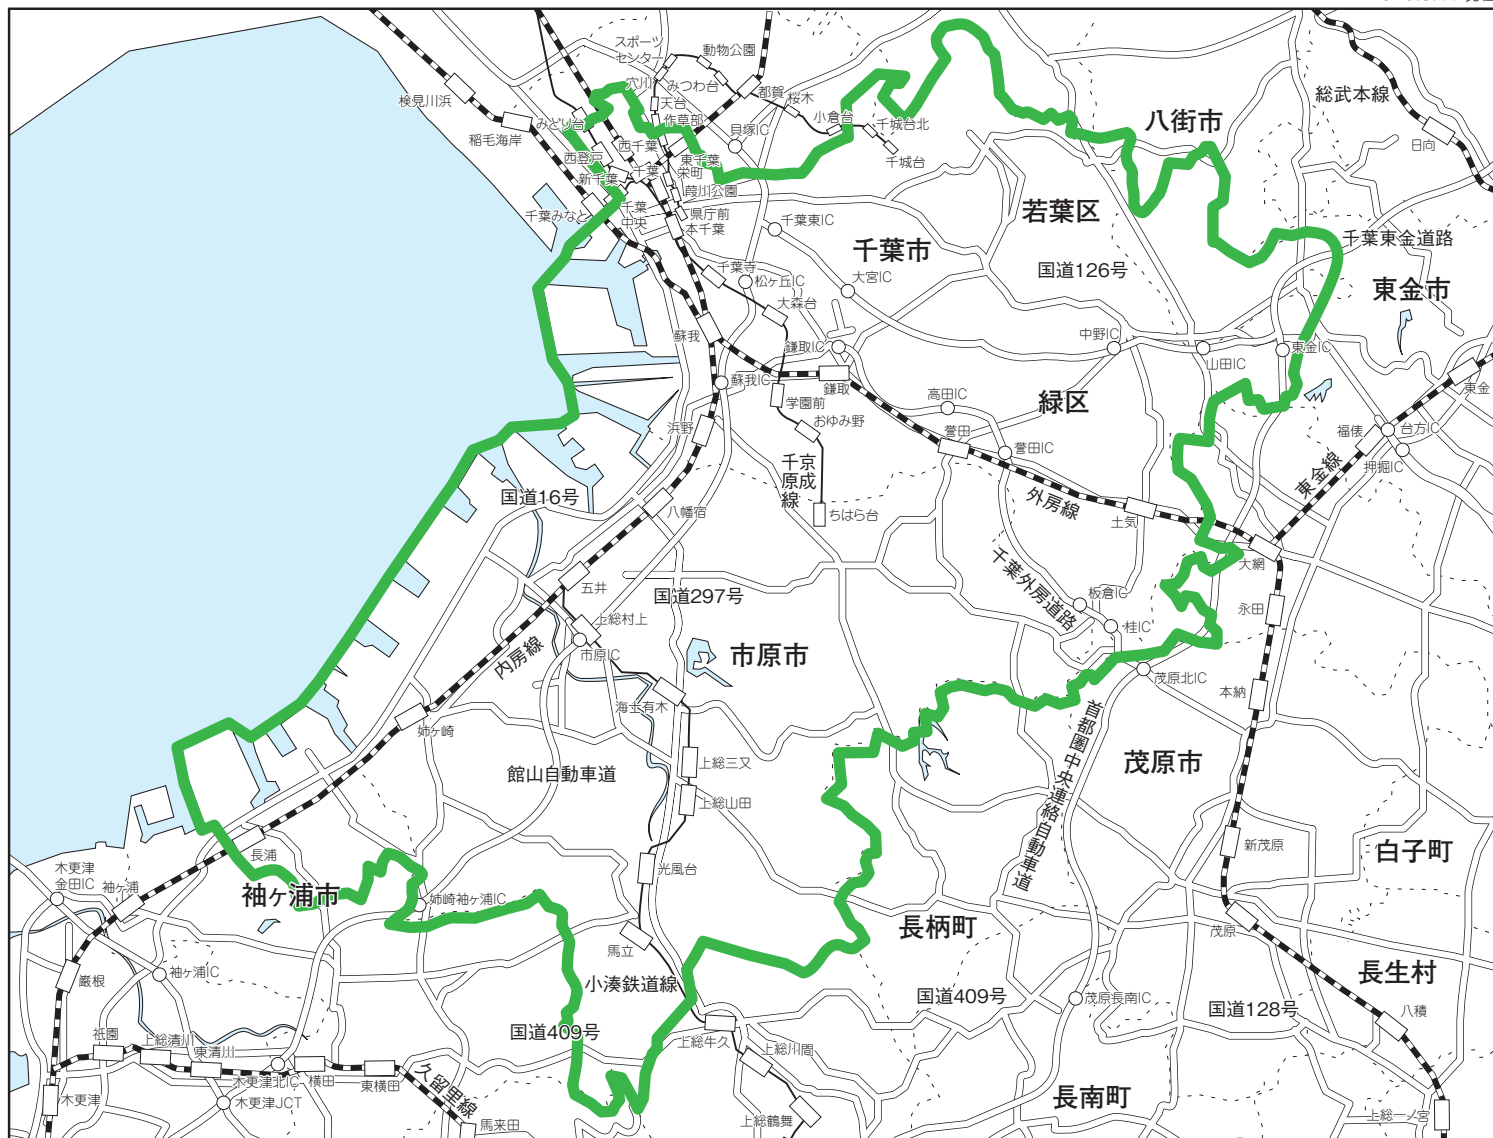 スポーツ
センター
動物公園
穴川
みつわ台
都賀
桜木
天台
検見川浜
みどり台
作草部
小倉台
千城台北
稲毛海岸
貝塚IC
西千葉
西登戸
東千葉
千城台
千葉
栄町
新千葉
葭川公園
千葉みなと
千葉
中央
県庁前
本千葉
千葉東IC
八街市
総武本線
日向
若葉区
千葉市
国道126号
千葉東金道路
東金市
千葉寺
松ヶ丘IC
大宮IC
大森台
蘇我
鎌取IC
中野IC
山田IC
東金IC
蘇我IC
鎌取
学園前
高田IC
緑区
東金
浜野
おゆみ野
誉田
誉田IC
福俵
台方IC
押堀IC
東金線
千原線
京成
国道16号
八幡宿
ちはら台
外房線
土気
大網
千葉外房道路
五井
国道297号
板倉IC
永田
上総村上
桂IC
市原IC
内房線
市原市
茂原北IC
本納
海士有木
姉ヶ崎
首都圏中央連絡自動車道
館山自動車道
上総三又
茂原市
上総山田
新茂原
白子町
長浦
光風台
木更津
金田IC
袖ヶ浦
袖ヶ浦市
姉崎袖ヶ浦IC
長柄町
茂原
馬立
長生村
巌根
袖ヶ浦IC
小湊鉄道線
国道409号
茂原長南IC
国道128号
八積
祇園
上総清川
東清川
国道409号
上総牛久
上総川間
木更津北IC
横田
東横田
久留里線
長南町
木更津
木更津JCT
馬来田
上総鶴舞
上総一ノ宮